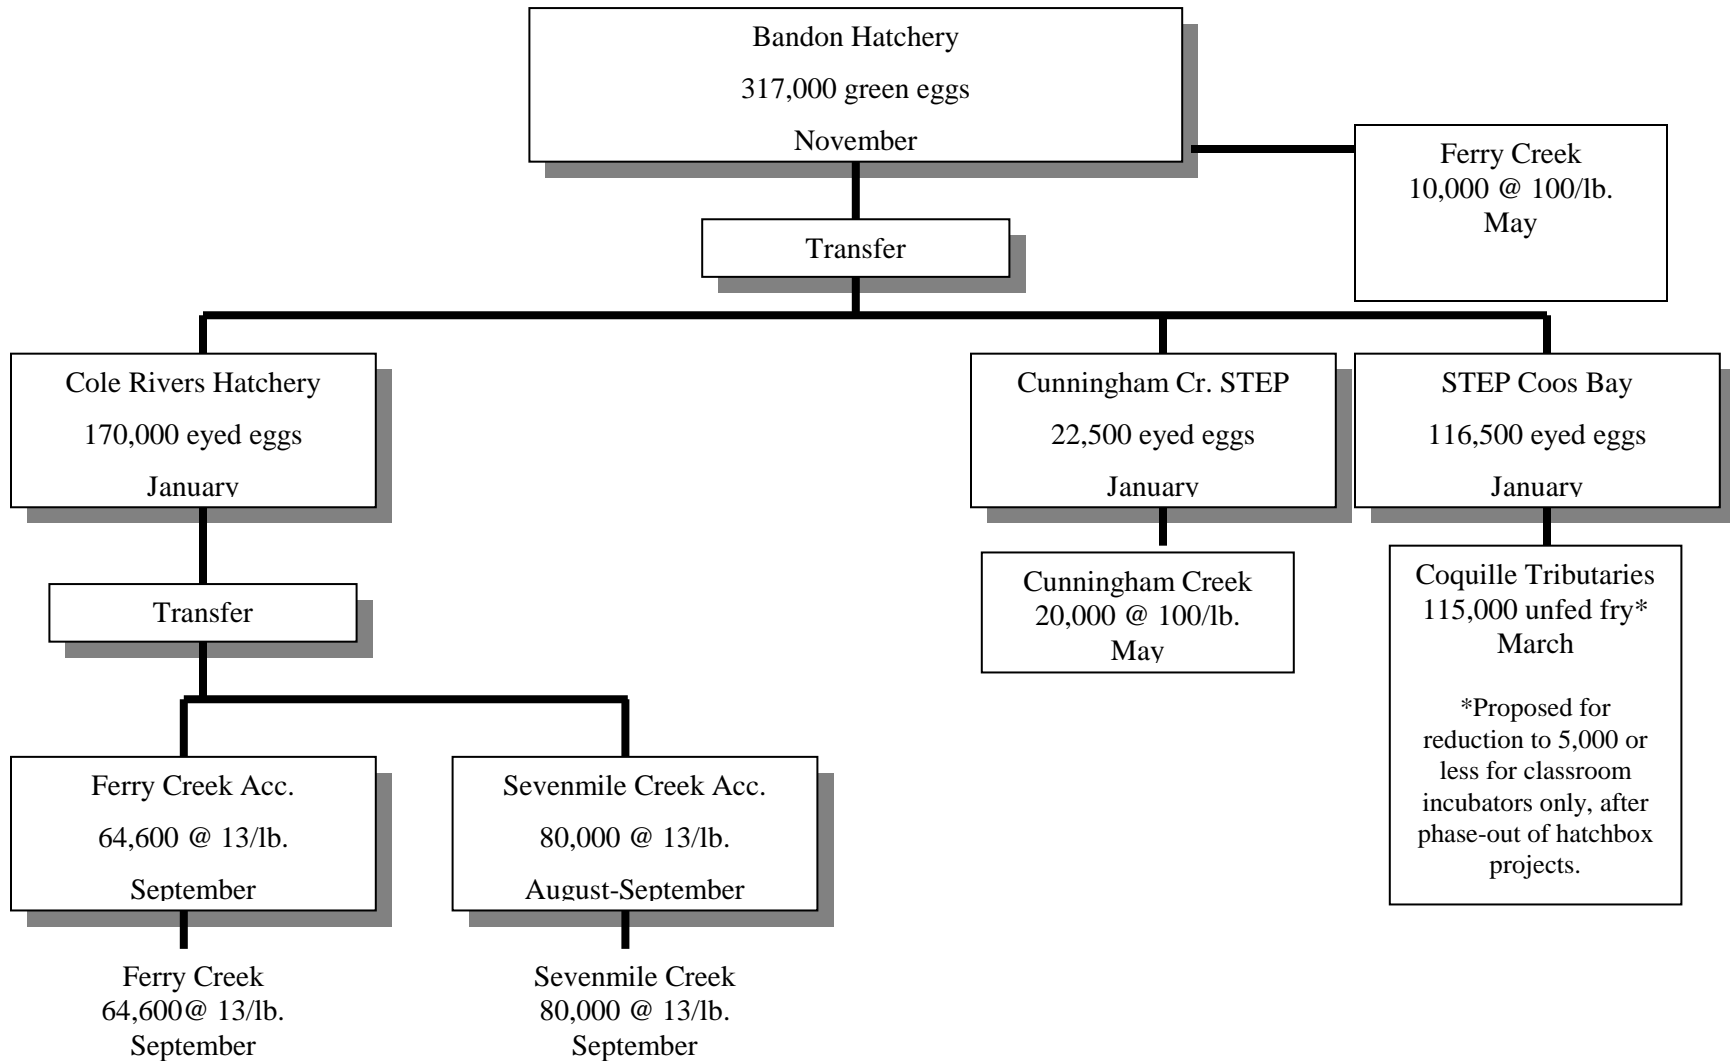 Bandon Hatchery
317,000 green eggs
November
Ferry Creek
10,000 @ 100/lb.
May
Transfer
Cole Rivers Hatchery
170,000 eyed eggs
January
Cunningham Cr. STEP
22,500 eyed eggs
January
STEP Coos Bay
116,500 eyed eggs
January
Transfer
Cunningham Creek
20,000 @ 100/lb.
May
Coquille Tributaries
115,000 unfed fry*
March
*Proposed for
reduction to 5,000 or
less for classroom
incubators only, after
phase-out of hatchbox
projects.
Ferry Creek Acc.
64,600 @ 13/lb.
September
Sevenmile Creek Acc.
80,000 @ 13/lb.
August-September
Ferry Creek
64,600@ 13/lb.
September
Sevenmile Creek
80,000 @ 13/lb.
September